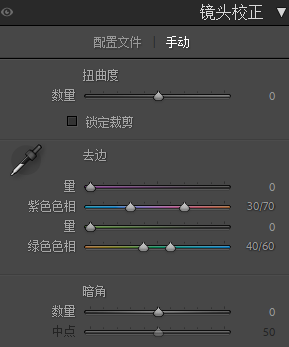 镜头校正
配置文件 | 手动
扭曲度
数量 0
锁定裁剪
去边
量 0
紫色色相 30/70
量 0
绿色色相 40/60
暗角
数量 0
中点 50